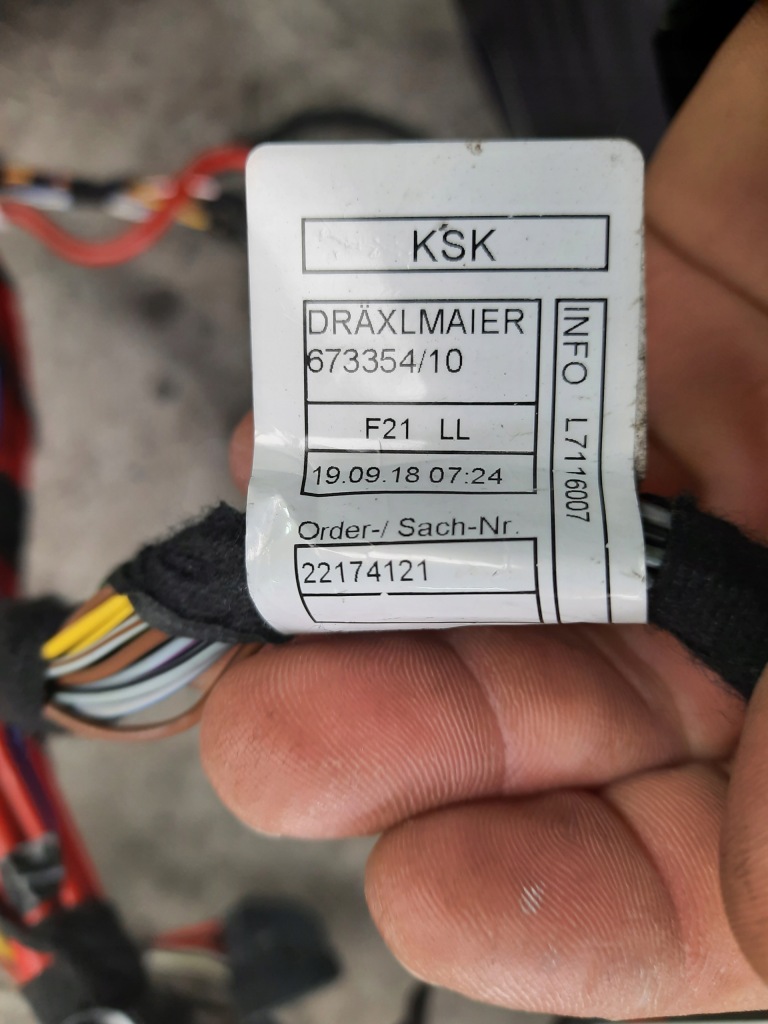 KSK
DRÄXLMAIER
673354/10
F21 LL
19.09.18 07:24
Order-/ Sach-Nr.
22174121
INFO L7116007